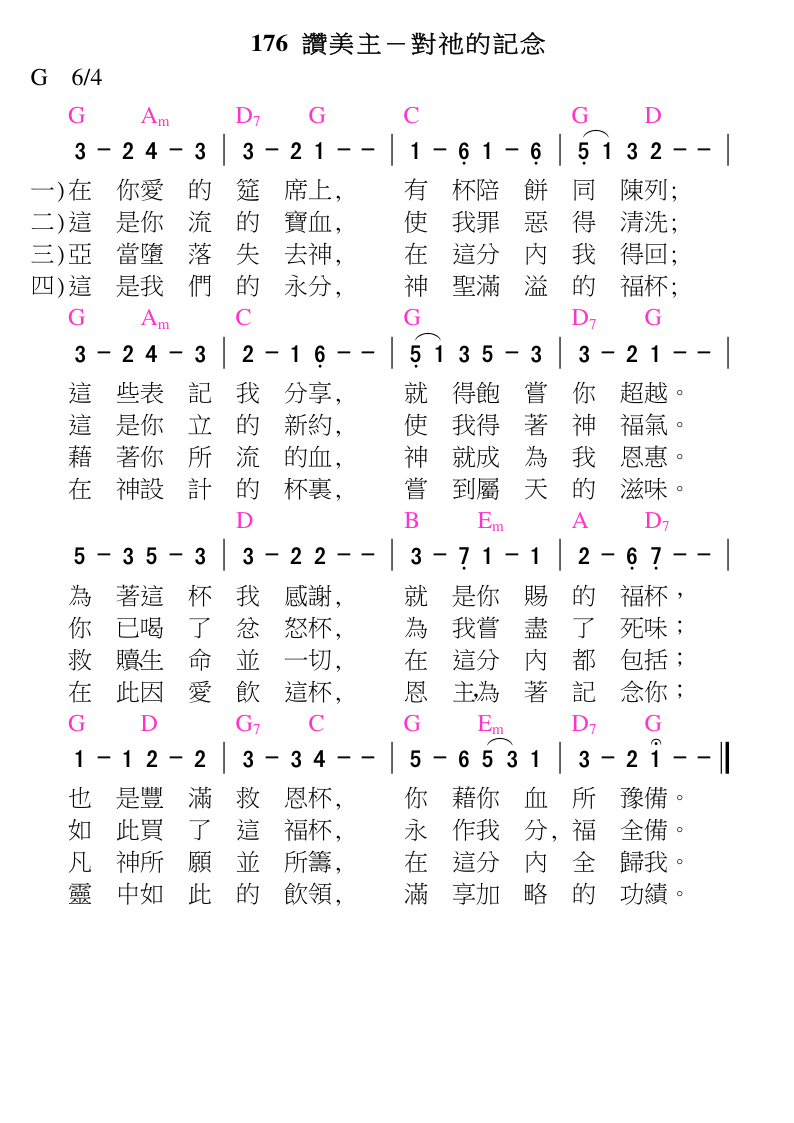 176 讚美主－對祂的記念
G 6/4
G Am D7 G C G D
3 - 2 4 - 3 | 3 - 2 1 - - | 1 - 6 1 - 6 | 5 1 3 2 - - |
一)在 你愛 的 筵 席上, 有 杯陪 餅 同 陳列;
二)這 是你 流 的 寶血, 使 我罪 惡 得 清洗;
三)亞 當墮 落 失 去神, 在 這分 內 我 得回;
四)這 是我 們 的 永分, 神 聖滿 溢 的 福杯;
G Am C G D7 G
3 - 2 4 - 3 | 2 - 1 6 - - | 5 1 3 5 - 3 | 3 - 2 1 - - |
這 些表 記 我 分享, 就 得飽 嘗 你 超越。
這 是你 立 的 新約, 使 我得 著 神 福氣。
藉 著你 所 流 的血, 神 就成 為 我 恩惠。
在 神設 計 的 杯裏, 嘗 到屬 天 的 滋味。
D B Em A D7
5 - 3 5 - 3 | 3 - 2 2 - - | 3 - 7 1 - 1 | 2 - 6 7 - - |
為 著這 杯 我 感謝, 就 是你 賜 的 福杯，
你 已喝 了 忿 怒杯, 為 我嘗 盡 了 死味；
救 贖、生 命 並 一切, 在 這分 內 都 包括；
在 此因 愛 飲 這杯, 恩 主,為 著 記 念你；
G D G7 C G Em D7 G
1 - 1 2 - 2 | 3 - 3 4 - - | 5 - 6 5 3 1 | 3 - 2 1 - - ||
也 是豐 滿 救 恩杯, 你 藉你 血 所 豫備。
如 此買 了 這 福杯, 永 作我 分, 福 全備。
凡 神所 願 並 所籌, 在 這分 內 全 歸我。
靈 中如 此 的 飲領, 滿 享加 略 的 功績。